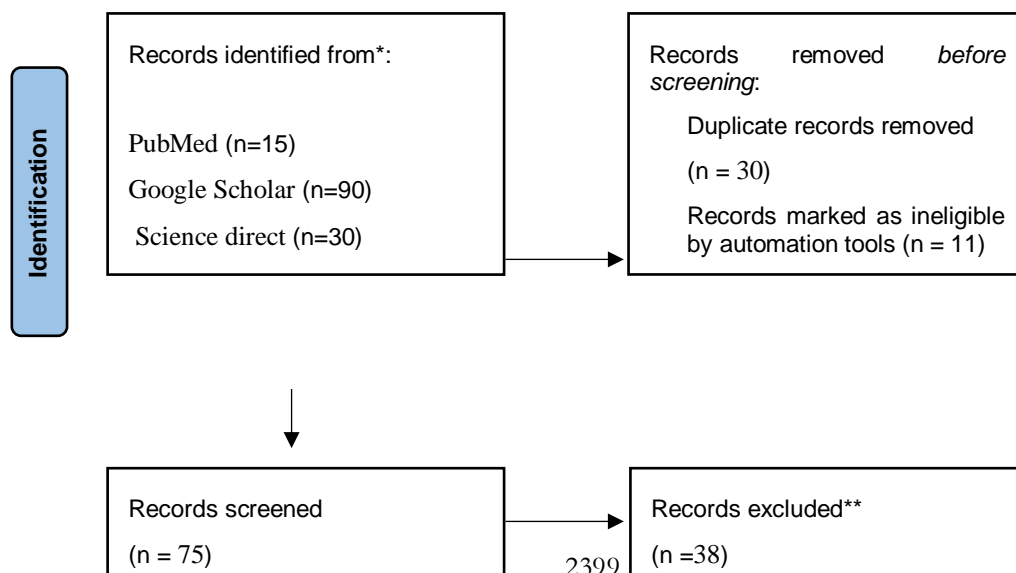 Identification
Records identified from*:
PubMed (n=15)
Google Scholar (n=90)
Science direct (n=30)
Records removed before
screening:
Duplicate records removed
(n = 30)
Records marked as ineligible
by automation tools (n = 11)
Records screened
(n = 75)
Records excluded**
(n =38)
2399